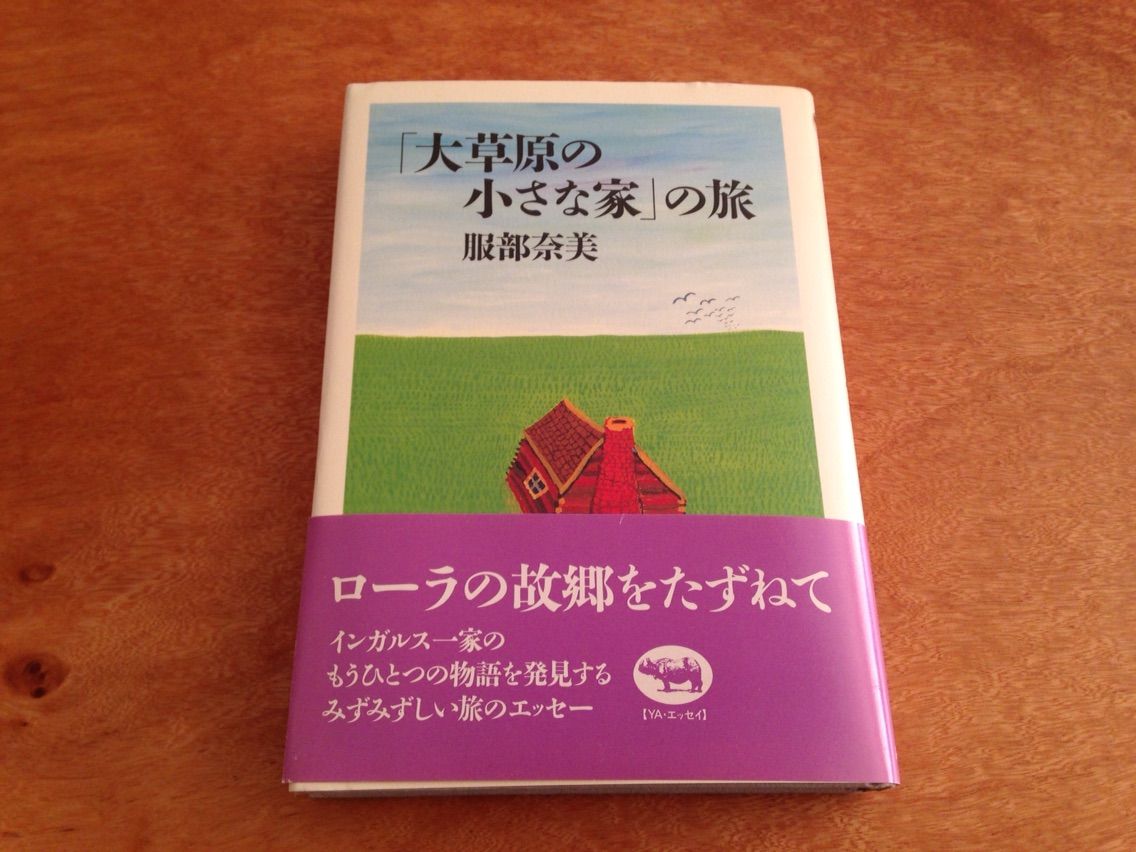 「大草原の
小さな家」の旅
服部奈美
ローラの故郷をたずねて
インガルス一家の
もうひとつの物語を発見する
みずみずしい旅のエッセー
【YA・エッセイ】